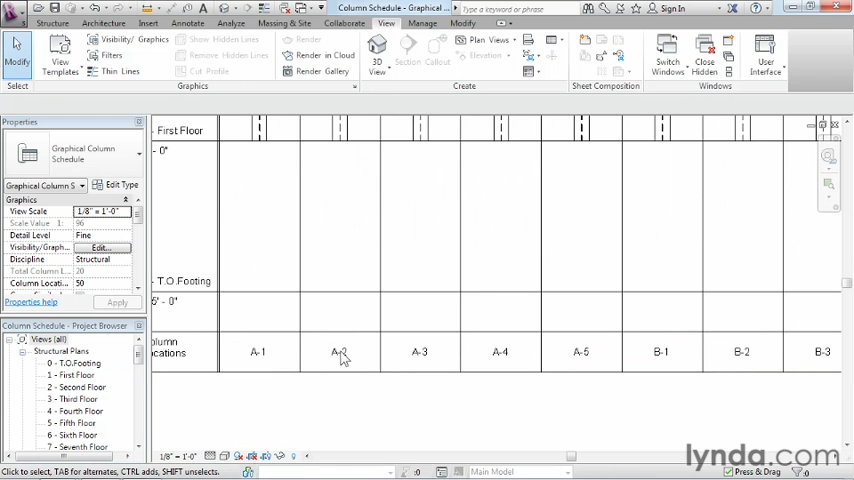 Column Schedule - Graphical ...
Type a keyword or phrase
Sign In
Structure Architecture Insert Annotate Analyze Massing & Site Collaborate View Manage Modify
Modify
View Templates
Visibility/ Graphics
Filters
Thin Lines
Show Hidden Lines
Remove Hidden Lines
Cut Profile
Render
Render in Cloud
Render Gallery
3D View
Section
Callout
Plan Views
Elevation
Switch Windows
Close Hidden
User Interface
Select Graphics Create Sheet Composition Windows
Properties
Graphical Column Schedule
Graphical Column S
Edit Type
Graphics
View Scale 1/8" = 1'-0"
Scale Value 1: 96
Detail Level Fine
Visibility/Graph... Edit...
Discipline Structural
Total Column L... 20
Column Locati... 50
Properties help
Apply
Column Schedule - Project Browser
Views (all)
Structural Plans
0 - T.O.Footing
1 - First Floor
2 - Second Floor
3 - Third Floor
4 - Fourth Floor
5 - Fifth Floor
6 - Sixth Floor
7 - Seventh Floor
- First Floor
- 0"
- T.O.Footing
5' - 0"
olumn
ocations
A-1 A-2 A-3 A-4 A-5 B-1 B-2 B-3
1/8" = 1'-0"
Click to select, TAB for alternates, CTRL adds, SHIFT unselects.
:0
Main Model
Press & Drag
:0
lynda.com